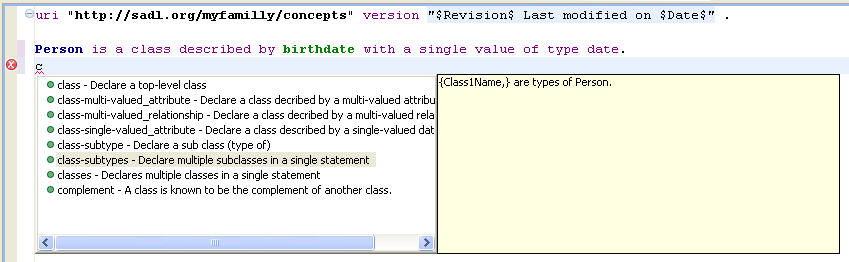 uri "http://sadl.org/myfamilly/concepts" version "$Revision$ Last modified on $Date$" .
Person is a class described by birthdate with a single value of type date.
c
class - Declare a top-level class
class-multi-valued_attribute - Declare a class decribed by a multi-valued attribu
class-multi-valued_relationship - Declare a class decribed by a multi-valued rela
class-single-valued_attribute - Declare a class described by a single-valued dat
class-subtype - Declare a sub class (type of)
class-subtypes - Declare multiple subclasses in a single statement
classes - Declares multiple classes in a single statement
complement - A class is known to be the complement of another class.
{Class1Name,} are types of Person.